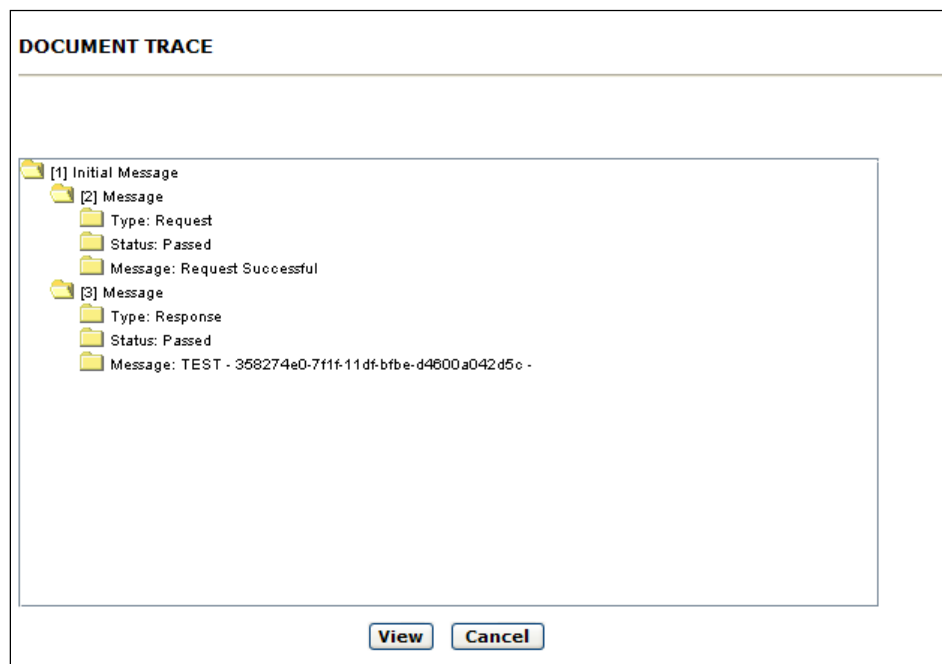 DOCUMENT TRACE
[1] Initial Message
[2] Message
Type: Request
Status: Passed
Message: Request Successful
[3] Message
Type: Response
Status: Passed
Message: TEST - 358274e0-7f1f-11df-bfbe-d4600a042d5c -
View Cancel